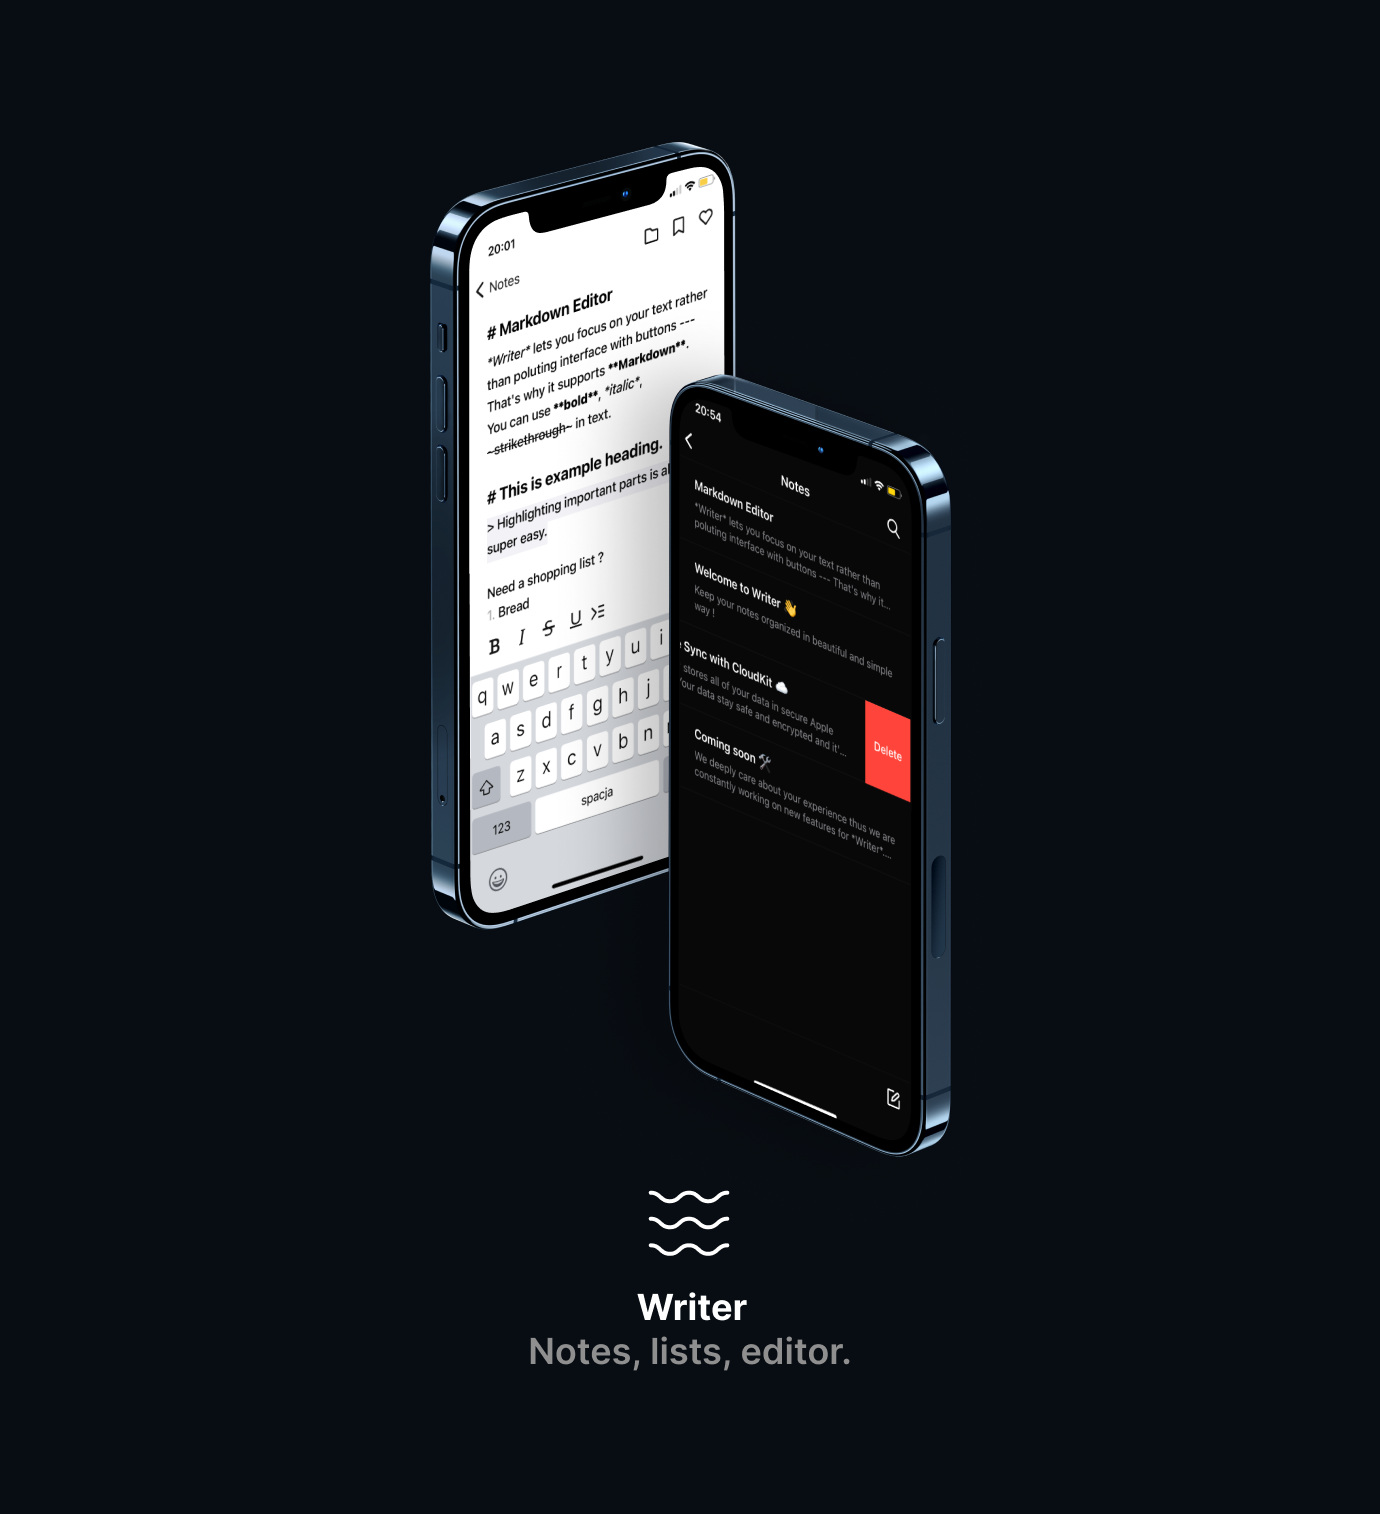 20:01
Notes
# Markdown Editor
*Writer* lets you focus on your text rather
than poluting interface with buttons ---
That's why it supports **Markdown**.
You can use **bold**, *italic*,
~strikethrough~ in text.
# This is example heading.
> Highlighting important parts is al
super easy.
Need a shopping list ?
1. Bread
B I S U
q w e r t y u i
a s d f g h j
z x c v b n
123 spacja
20:54
Notes
Markdown Editor
*Writer* lets you focus on your text rather than
poluting interface with buttons --- That's why it...
Welcome to Writer 👋
Keep your notes organized in beautiful and simple
way !
e Sync with CloudKit ☁️
stores all of your data in secure Apple
Your data stay safe and encrypted and it'...
Delete
Coming soon 🛠
We deeply care about your experience thus we are
constantly working on new features for *Writer*....
Writer
Notes, lists, editor.